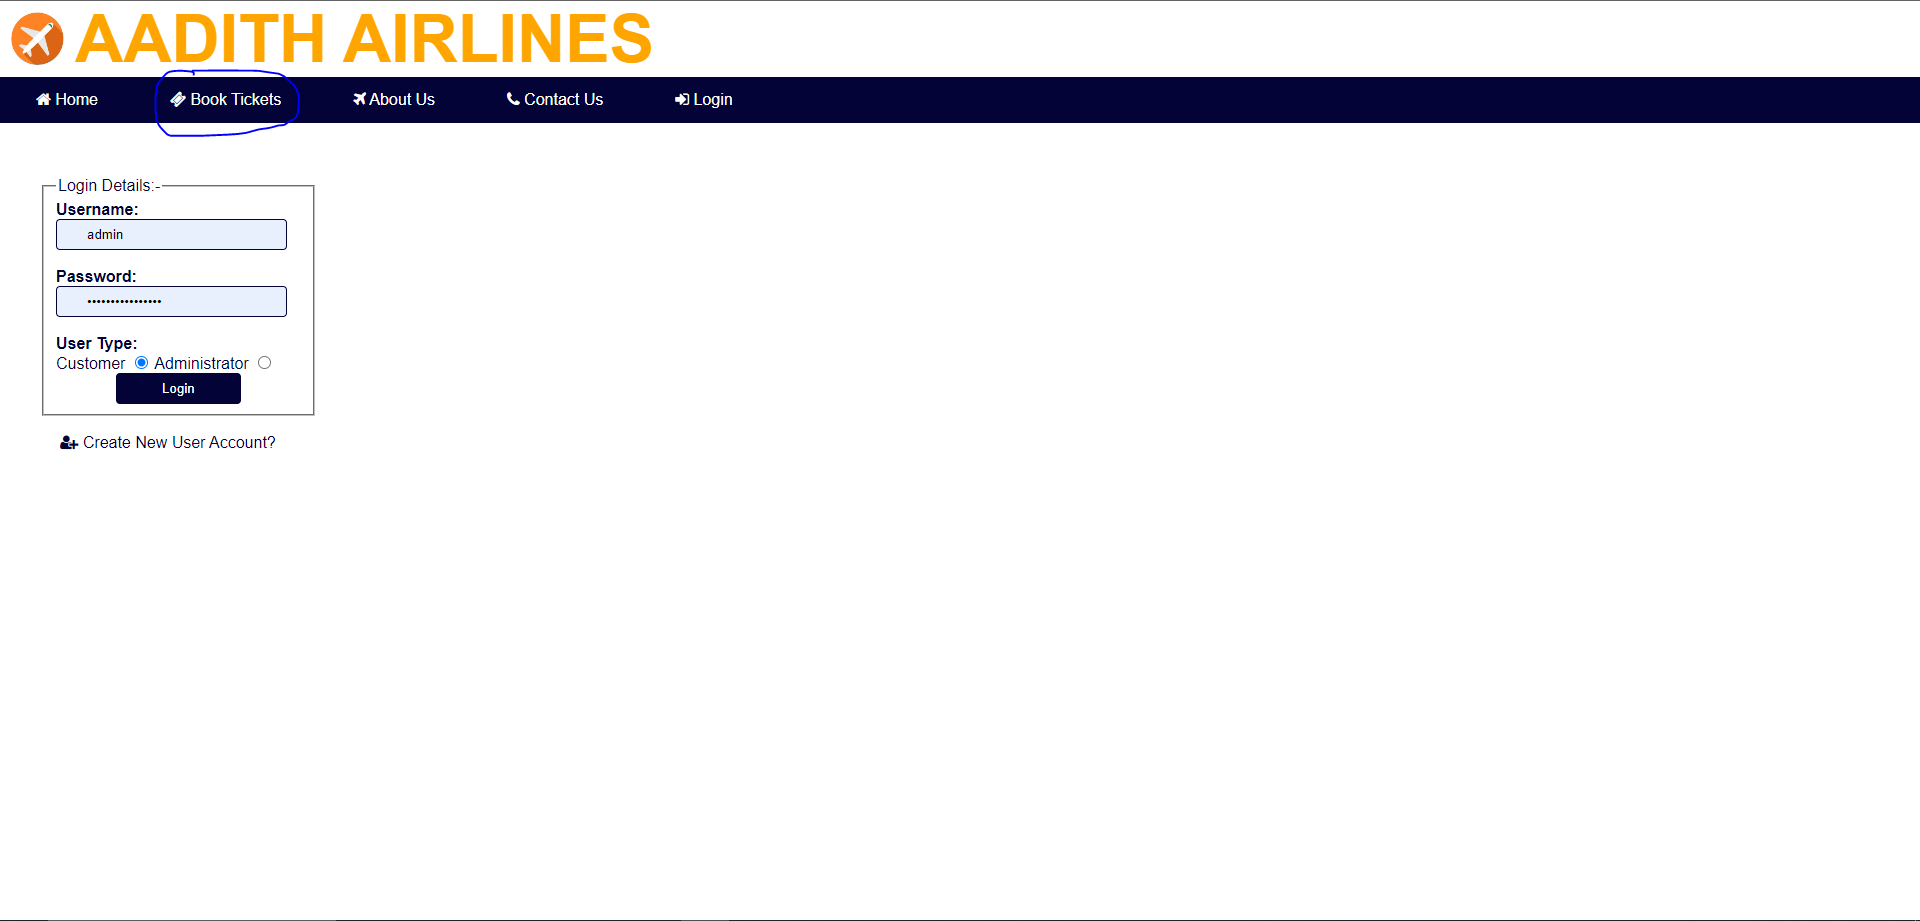 AADITH AIRLINES
Home Book Tickets About Us Contact Us Login
Login Details:-
Username:
admin
Password:
••••••••••••••••
User Type:
Customer Administrator
Login
Create New User Account?